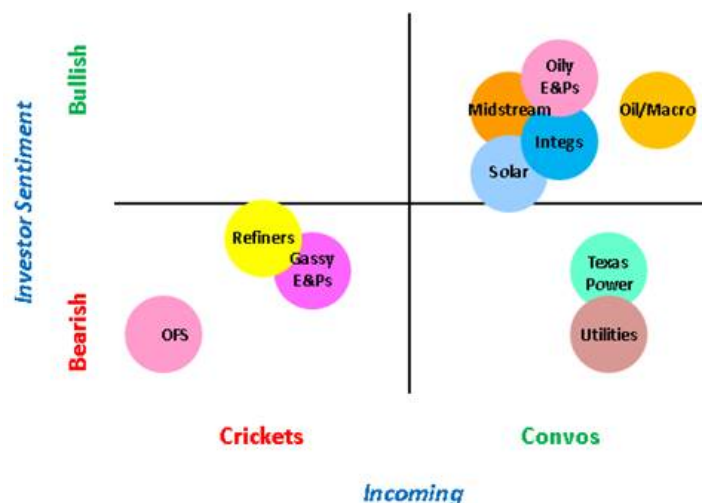 Bullish
Investor Sentiment
Bearish
Oily
E&Ps
Midstream
Oil/Macro
Integs
Solar
Refiners
Gassy
E&Ps
OFS
Texas
Power
Utilities
Crickets
Convos
Incoming